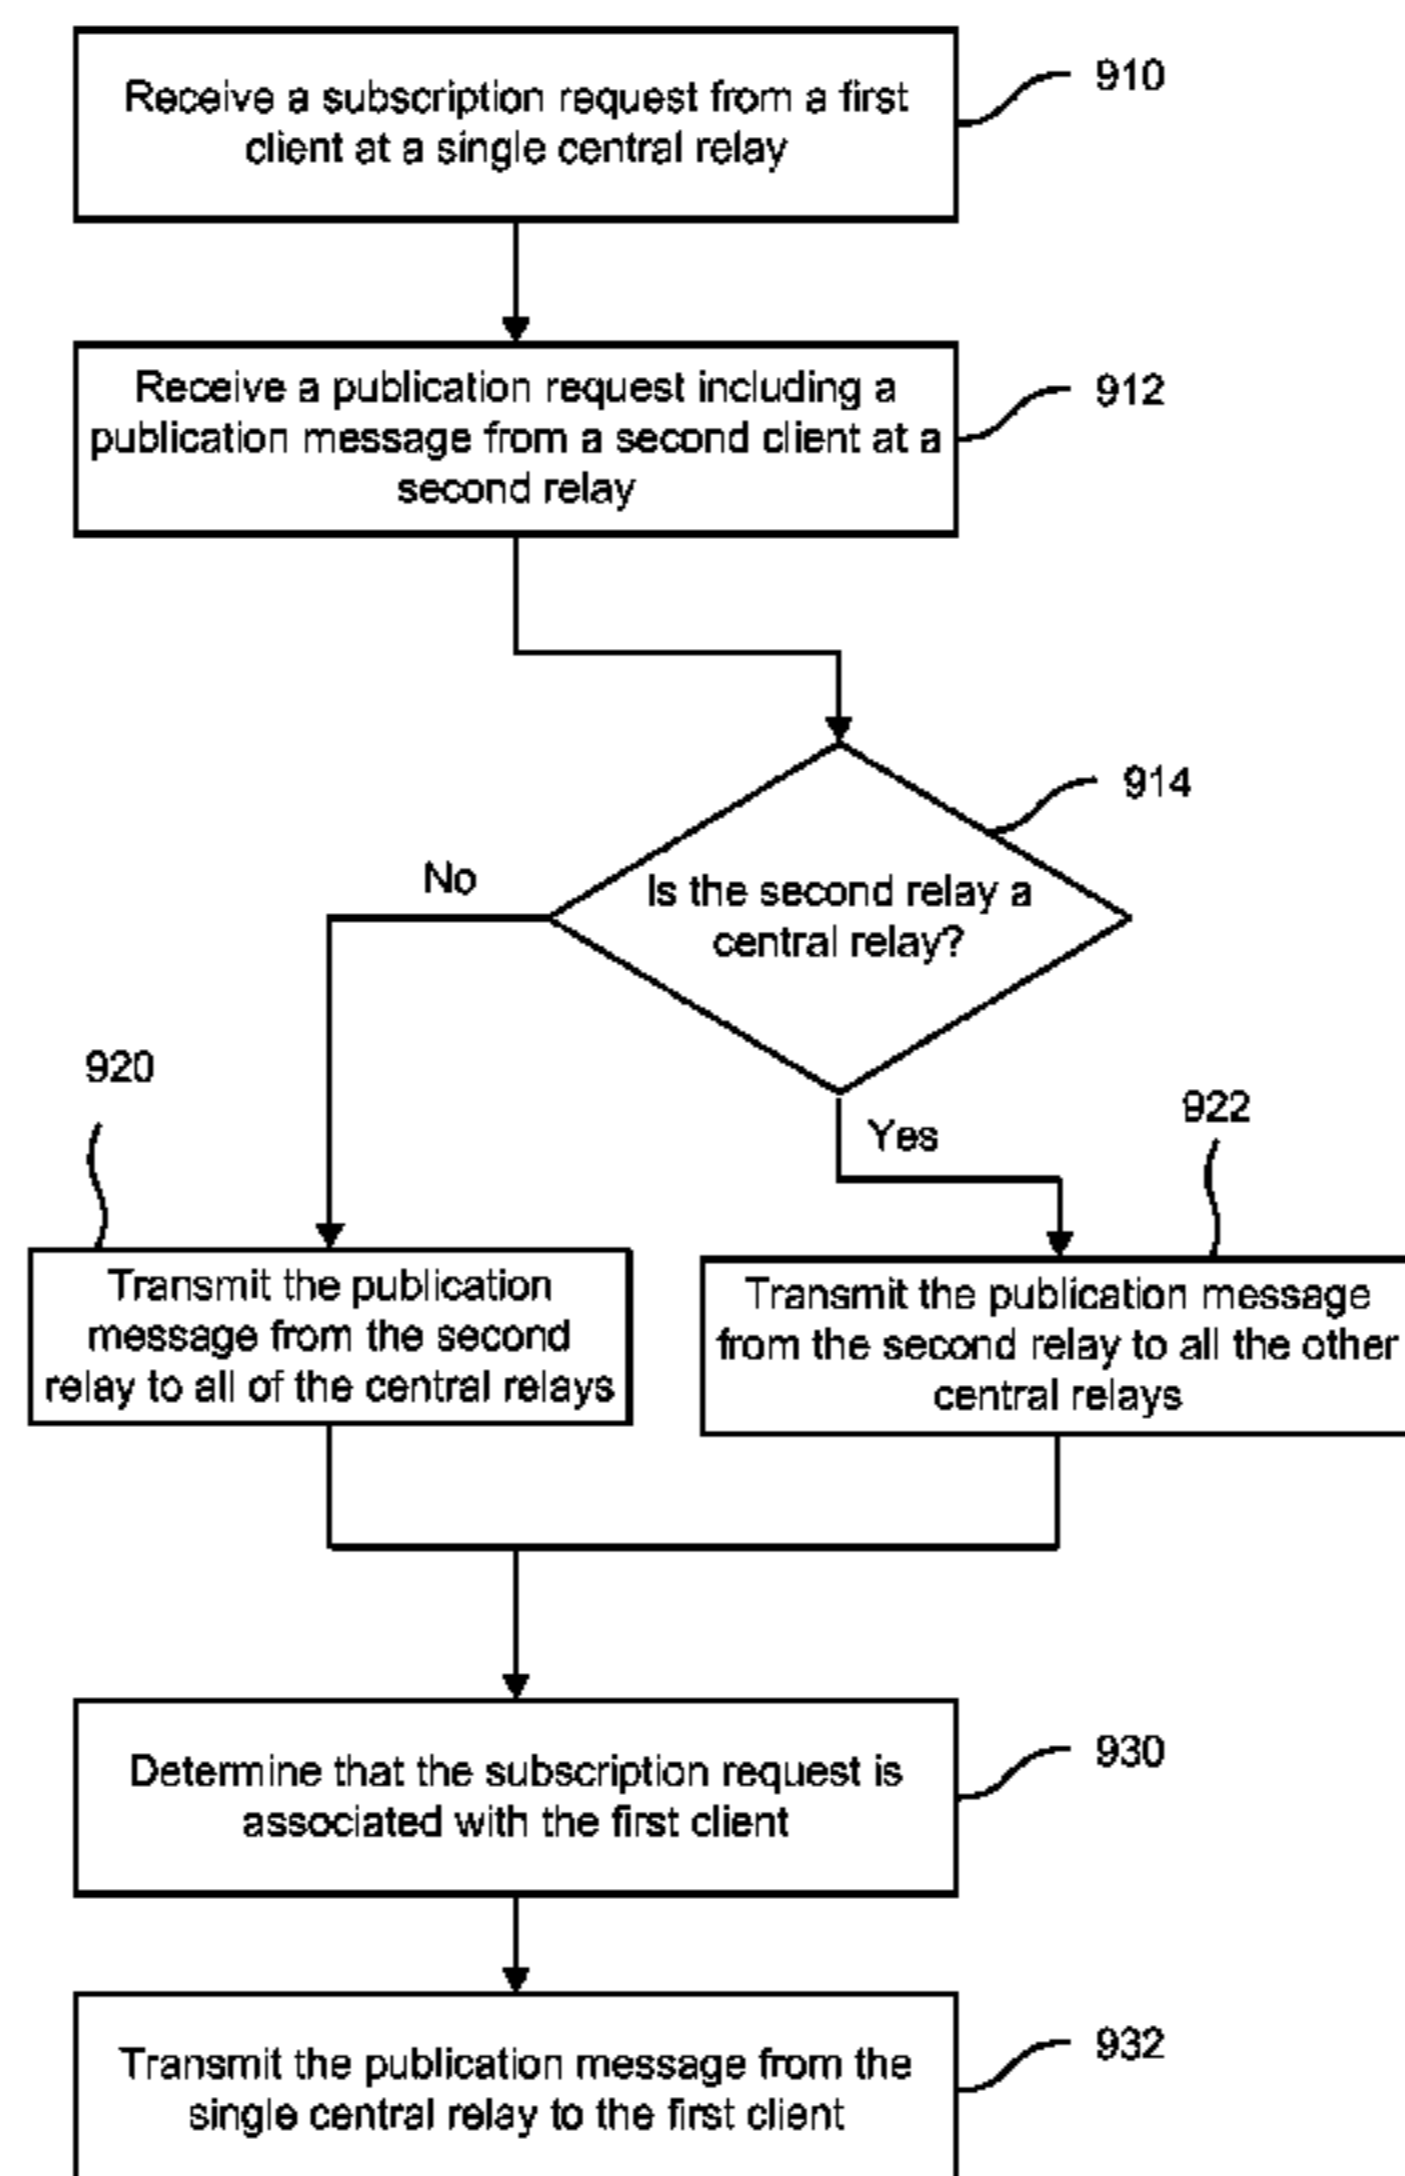 Receive a subscription request from a first
client at a single central relay
910
Receive a publication request including a
publication message from a second client at a
second relay
912
914
Is the second relay a
central relay?
No
Yes
920
922
Transmit the publication
message from the second
relay to all of the central relays
Transmit the publication message
from the second relay to all the other
central relays
Determine that the subscription request is
associated with the first client
930
Transmit the publication message from the
single central relay to the first client
932